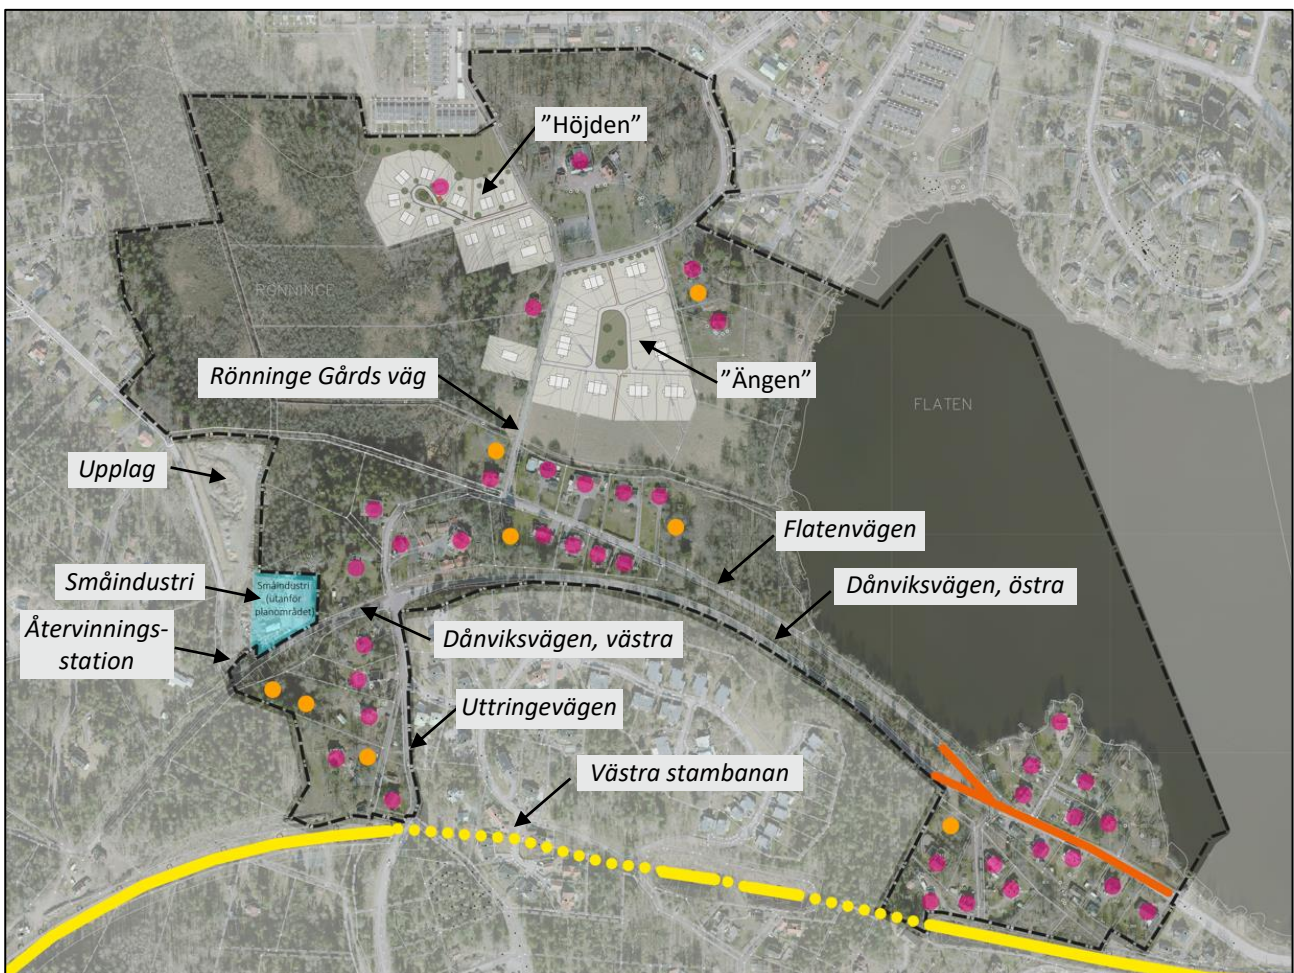 ”Höjden”
RÖNNINGE
Rönninge Gårds väg
”Ängen”
FLATEN
Upplag
Flatenvägen
Småindustri
Småindustri
(utanför
planområdet)
Dånviksvägen, östra
Återvinnings-
station
Dånviksvägen, västra
Uttringevägen
Västra stambanan